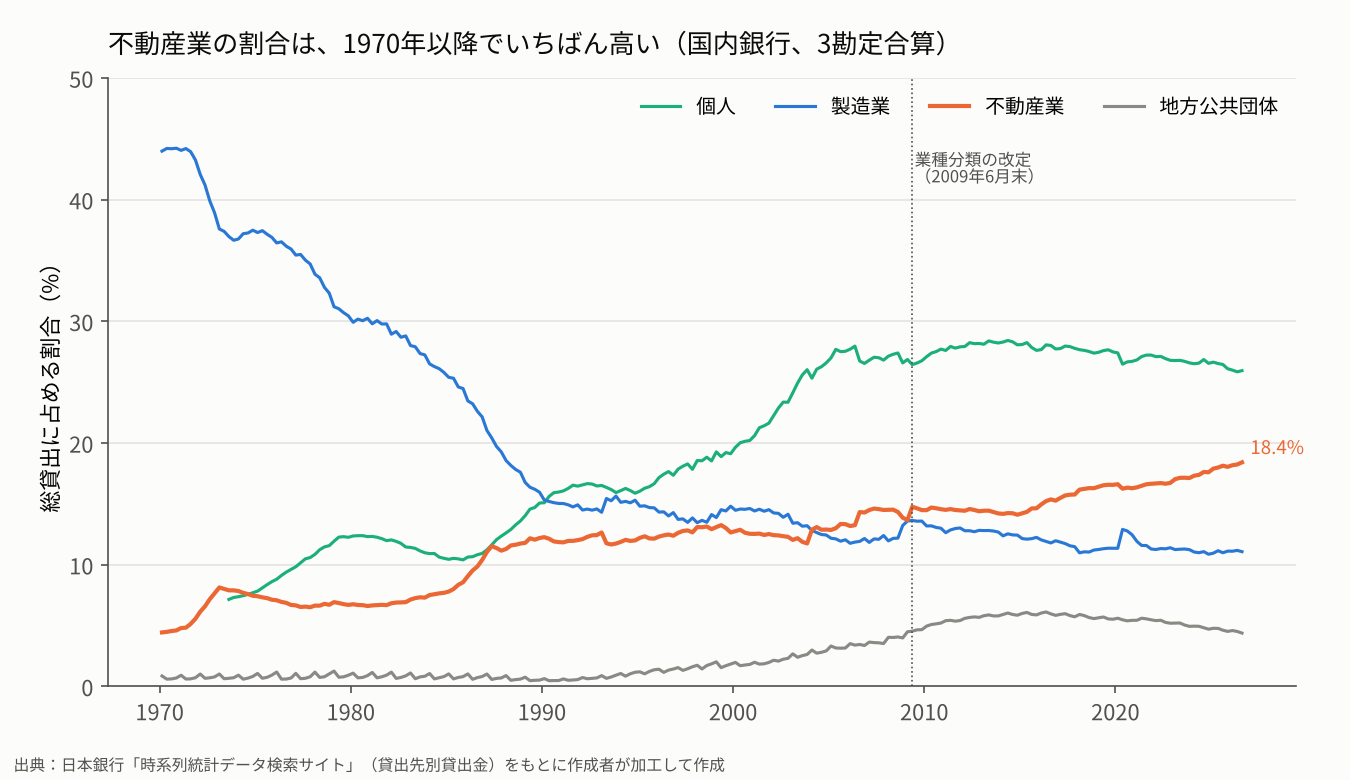 不動産業の割合は、1970年以降でいちばん高い（国内銀行、3勘定合算）
50
個人
製造業
不動産業
地方公共団体
業種分類の改定
（2009年6月末）
40
総貸出に占める割合（%）
30
20
18.4%
10
0
1970
1980
1990
2000
2010
2020
出典：日本銀行「時系列統計データ検索サイト」（貸出先別貸出金）をもとに作成者が加工して作成